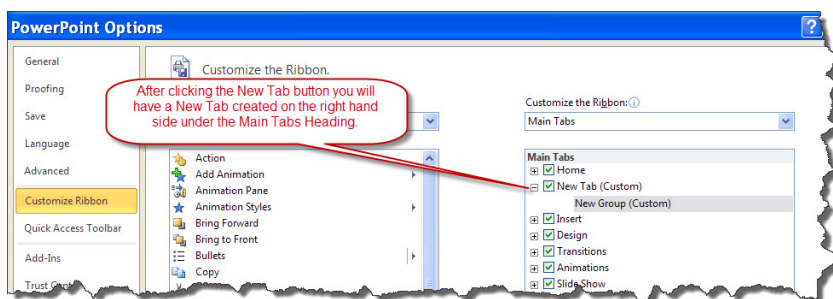 PowerPoint Options
General
Proofing
Save
Language
Advanced
Customize Ribbon
Quick Access Toolbar
Add-Ins
Customize the Ribbon.
After clicking the New Tab button you will
have a New Tab created on the right hand
side under the Main Tabs Heading.
Action
Add Animation
Animation Pane
Animation Styles
Bring Forward
Bring to Front
Bullets
Copy
Customize the Ribbon:
Main Tabs
Main Tabs
Home
New Tab (Custom)
New Group (Custom)
Insert
Design
Transitions
Animations
Slide Show